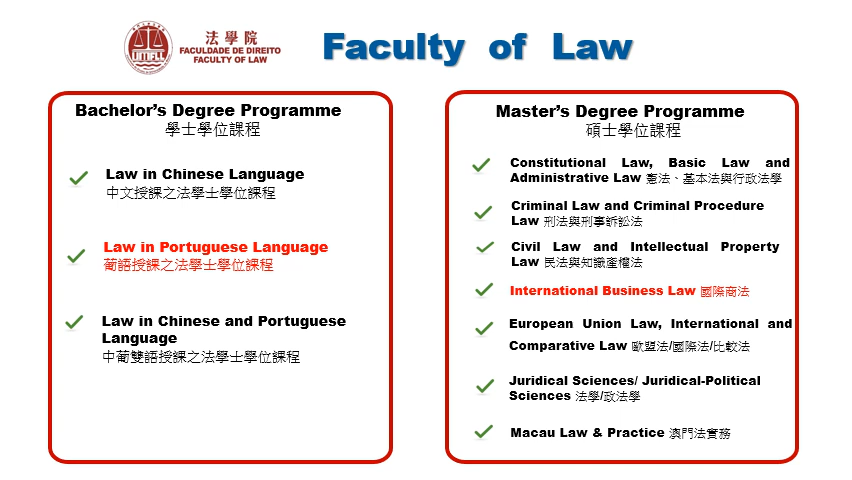 法學院
FACULDADE DE DIREITO
FACULTY OF LAW
Faculty of Law
Bachelor’s Degree Programme
學士學位課程
Law in Chinese Language
中文授課之法學士學位課程
Law in Portuguese Language
葡語授課之法學士學位課程
Law in Chinese and Portuguese
Language
中葡雙語授課之法學士學位課程
Master’s Degree Programme
碩士學位課程
Constitutional Law, Basic Law and
Administrative Law 憲法、基本法與行政法學
Criminal Law and Criminal Procedure
Law 刑法與刑事訴訟法
Civil Law and Intellectual Property
Law 民法與知識產權法
International Business Law 國際商法
European Union Law, International and
Comparative Law 歐盟法/國際法/比較法
Juridical Sciences/ Juridical-Political
Sciences 法學/政法學
Macau Law & Practice 澳門法實務